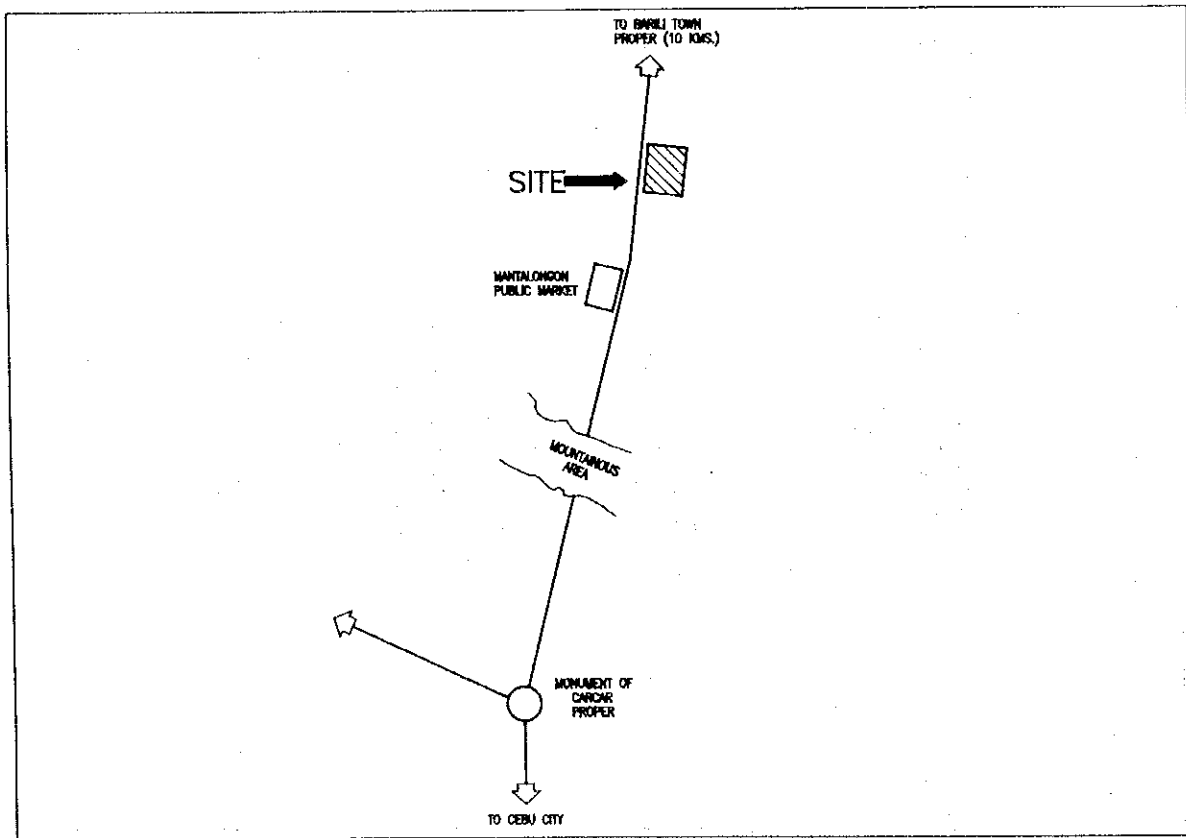 TO BARILI TOWN
PROPER (10 KMS.)
SITE
MANTALONGON
PUBLIC MARKET
MOUNTAINOUS
AREA
MONUMENT OF
CARCAR
PROPER
TO CEBU CITY